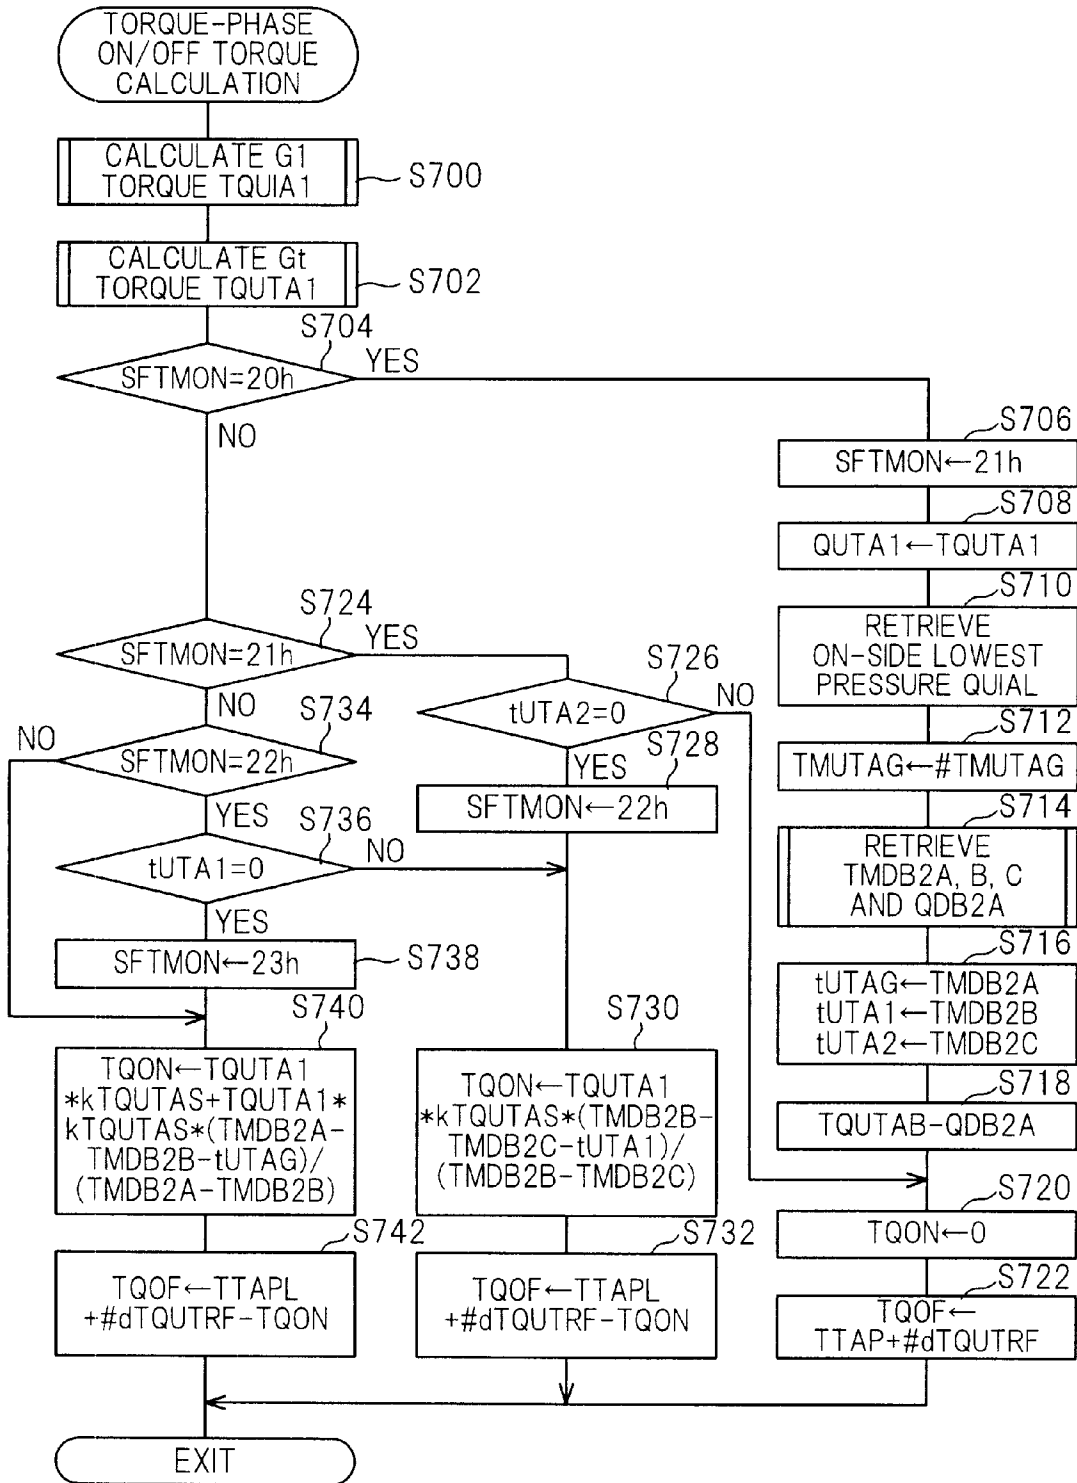 TORQUE-PHASE
ON/OFF TORQUE
CALCULATION
CALCULATE G1
TORQUE TQUIA1
S700
CALCULATE Gt
TORQUE TQUTA1
S702
S704
SFTMON=20h
YES
NO
S706
SFTMON←21h
S708
QUTA1←TQUTA1
S710
RETRIEVE
ON-SIDE LOWEST
PRESSURE QUIAL
S712
TMUTAG←#TMUTAG
S714
RETRIEVE
TMDB2A, B, C
AND QDB2A
S716
tUTAG←TMDB2A
tUTA1←TMDB2B
tUTA2←TMDB2C
S718
TQUTAB-QDB2A
S720
TQON←0
S722
TQOF←
TTAP+#dTQUTRF
S724
SFTMON=21h
YES
NO
S726
tUTA2=0
NO
YES
S728
SFTMON←22h
S730
TQON←TQUTA1
*kTQUTAS*(TMDB2B-
TMDB2C-tUTA1)/
(TMDB2B-TMDB2C)
S732
TQOF←TTAPL
+#dTQUTRF-TQON
S734
NO
SFTMON=22h
YES
S736
tUTA1=0
NO
YES
SFTMON←23h
S738
S740
TQON←TQUTA1
*kTQUTAS+TQUTA1*
kTQUTAS*(TMDB2A-
TMDB2B-tUTAG)/
(TMDB2A-TMDB2B)
S742
TQOF←TTAPL
+#dTQUTRF-TQON
EXIT